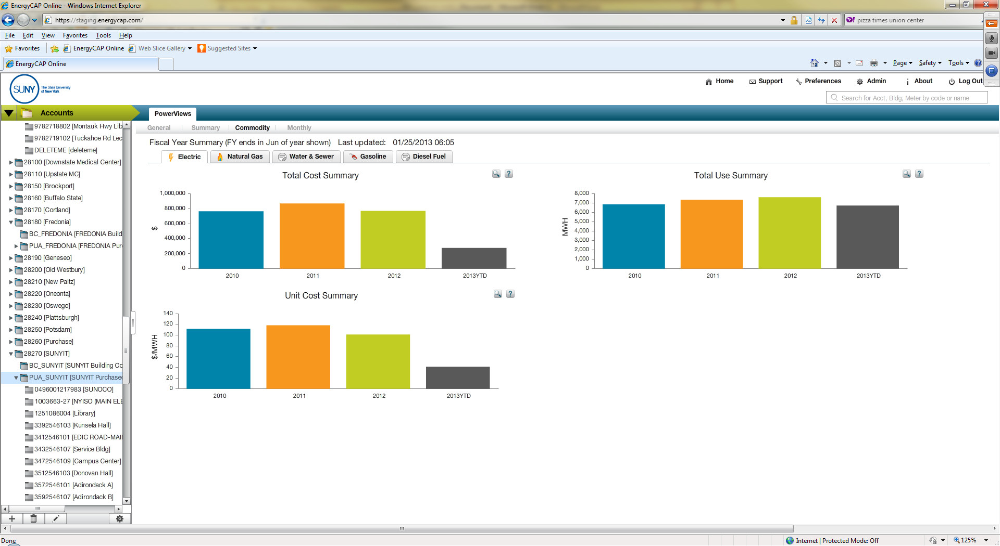 EnergyCAP Online - Windows Internet Explorer
https://staging.energycap.com/
pizza times union center
File Edit View Favorites Tools Help
Favorites EnergyCAP Online Web Slice Gallery Suggested Sites
EnergyCAP Online
Page Safety Tools
SUNY The State University
of New York
Home Support Preferences Admin About Log Out
Search for Acct, Bldg, Meter by code or name
Accounts
PowerViews
General Summary Commodity Monthly
Fiscal Year Summary (FY ends in Jun of year shown) Last updated: 01/25/2013 06:05
Electric Natural Gas Water & Sewer Gasoline Diesel Fuel
9782718802 [Montauk Hwy Lib
9782719102 [Tuckahoe Rd Lec
DELETEME [deleteme]
28100 [Downstate Medical Center]
28110 [Upstate MC]
28150 [Brockport]
28160 [Buffalo State]
28170 [Cortland]
28180 [Fredonia]
BC_FREDONIA [FREDONIA Build
PUA_FREDONIA [FREDONIA Pur
28190 [Geneseo]
28200 [Old Westbury]
28210 [New Paltz]
28220 [Oneonta]
28230 [Oswego]
28240 [Plattsburgh]
28250 [Potsdam]
28260 [Purchase]
28270 [SUNYIT]
BC_SUNYIT [SUNYIT Building Co
PUA_SUNYIT [SUNYIT Purchased
0496001217983 [SUNOCO]
1003663-27 [NYISO (MAIN ELE
1251086004 [Library]
3392546103 [Kunsela Hall]
3412546101 [EDIC ROAD-MAI
3432546107 [Service Bldg]
3472546109 [Campus Center]
3512546103 [Donovan Hall]
3572546101 [Adirondack A]
3592546107 [Adirondack B]
Total Cost Summary
$
1,000,000
800,000
600,000
400,000
200,000
0
2010 2011 2012 2013YTD
Total Use Summary
MWH
8,000
7,000
6,000
5,000
4,000
3,000
2,000
1,000
0
2010 2011 2012 2013YTD
Unit Cost Summary
$/MWH
140
120
100
80
60
40
20
0
2010 2011 2012 2013YTD
Done
Internet | Protected Mode: Off
125%